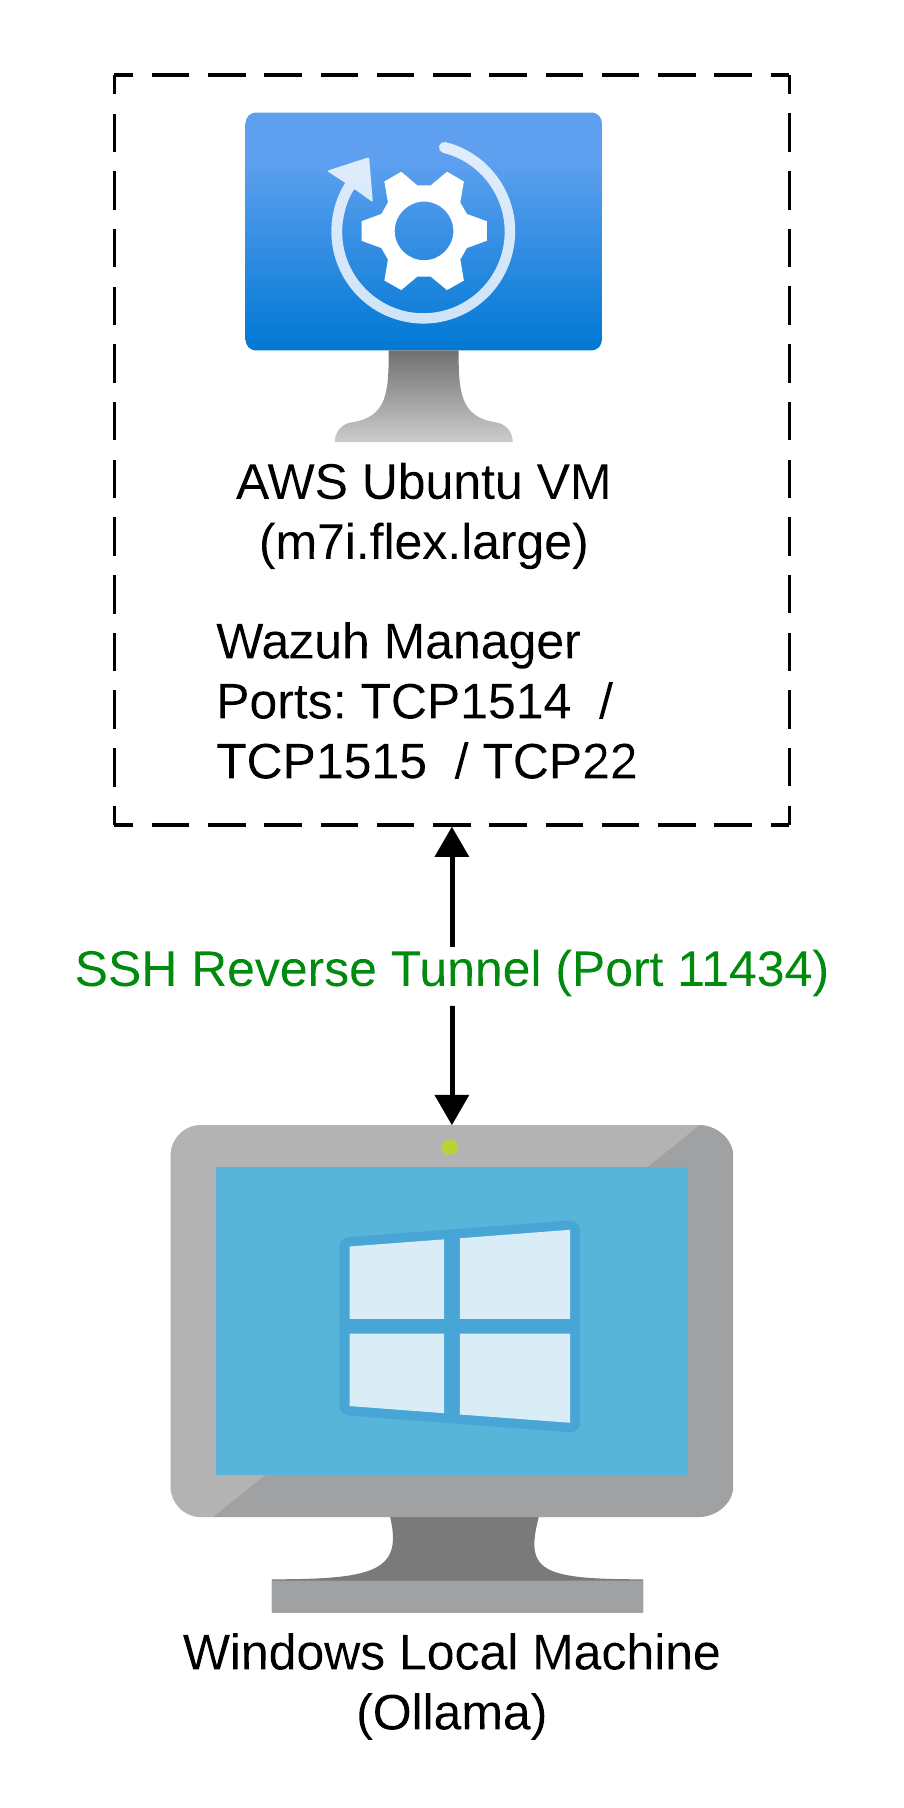 AWS Ubuntu VM
(m7i.flex.large)
Wazuh Manager
Ports: TCP1514 /
TCP1515 / TCP22
SSH Reverse Tunnel (Port 11434)
Windows Local Machine
(Ollama)